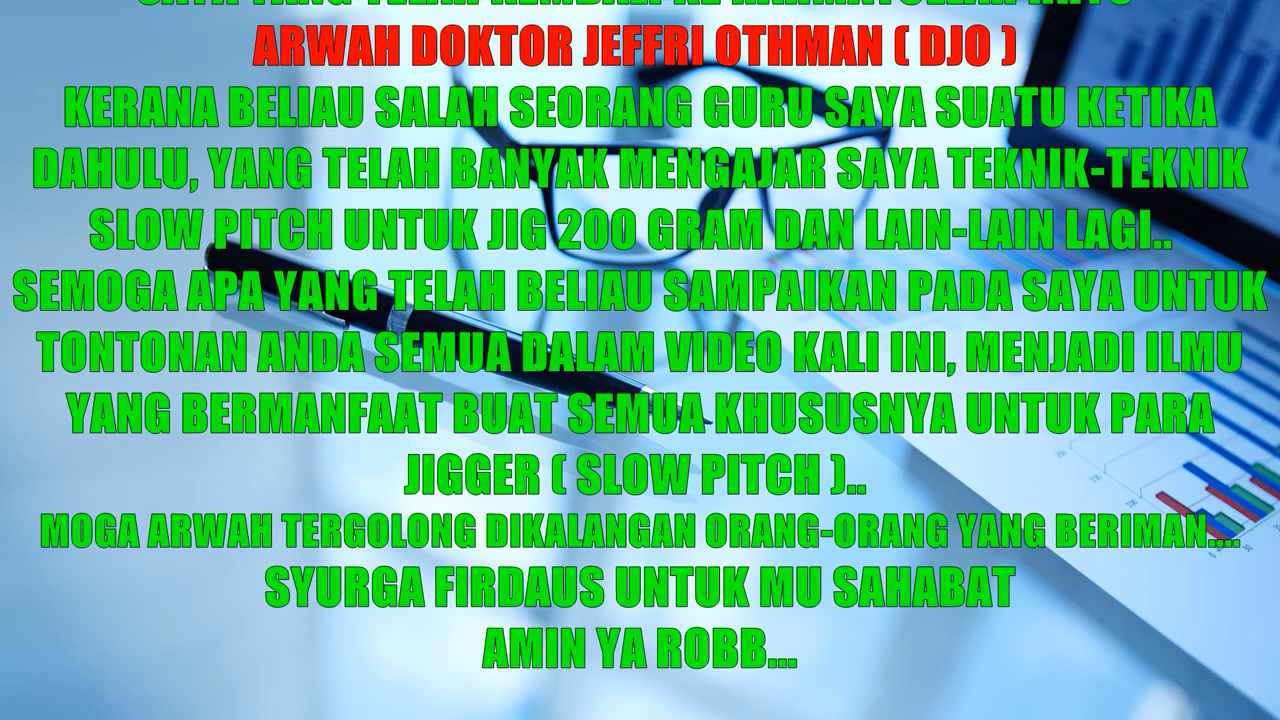 ARWAH DOKTOR JEFFRI OTHMAN ( DJO )
KERANA BELIAU SALAH SEORANG GURU SAYA SUATU KETIKA
DAHULU, YANG TELAH BANYAK MENGAJAR SAYA TEKNIK-TEKNIK
SLOW PITCH UNTUK JIG 200 GRAM DAN LAIN-LAIN LAGI..
SEMOGA APA YANG TELAH BELIAU SAMPAIKAN PADA SAYA UNTUK
TONTONAN ANDA SEMUA DALAM VIDEO KALI INI, MENJADI ILMU
YANG BERMANFAAT BUAT SEMUA KHUSUSNYA UNTUK PARA
JIGGER ( SLOW PITCH )..
MOGA ARWAH TERGOLONG DIKALANGAN ORANG-ORANG YANG BERIMAN....
SYURGA FIRDAUS UNTUK MU SAHABAT
AMIN YA ROBB...